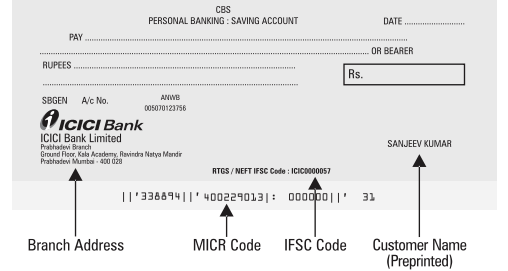 CBS
PERSONAL BANKING : SAVING ACCOUNT
DATE ............................
PAY ..................................................................................................................
............................................................................................................................ OR BEARER
RUPEES ..................................................................................
..................................................................................................
Rs.
SBGEN A/c No. ANWB
005070123756
ICICI Bank
ICICI Bank Limited
Prabhadevi Branch
Ground Floor, Kala Academy, Ravindra Natya Mandir
Prabhadevi Mumbai - 400 028
SANJEEV KUMAR
RTGS / NEFT IFSC Code : ICIC0000057
||'336894||' 400229013|: 000000||' 31
Branch Address MICR Code IFSC Code Customer Name
(Preprinted)